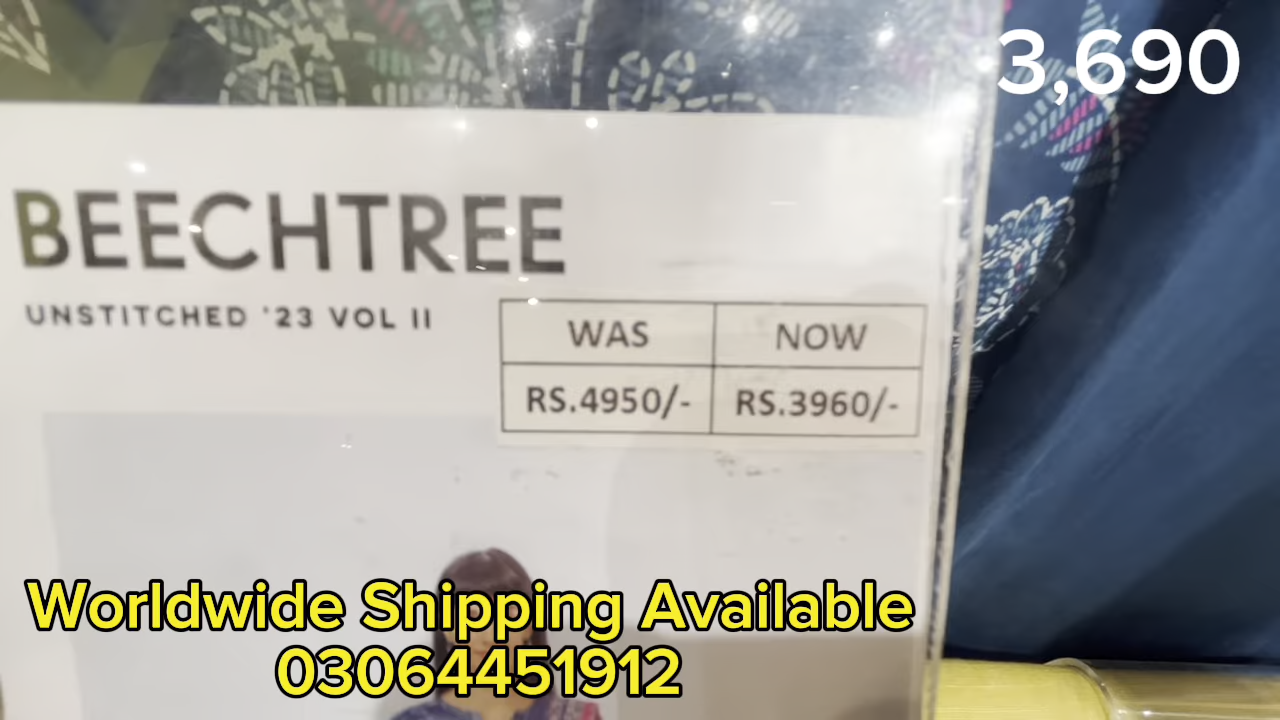 3,690
BEECHTREE
UNSTITCHED '23 VOL II
WAS NOW
RS.4950/- RS.3960/-
Worldwide Shipping Available
03064451912